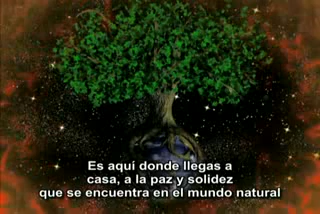 Es aquí donde llegas a
casa, a la paz y solidez
que se encuentra en el mundo natural